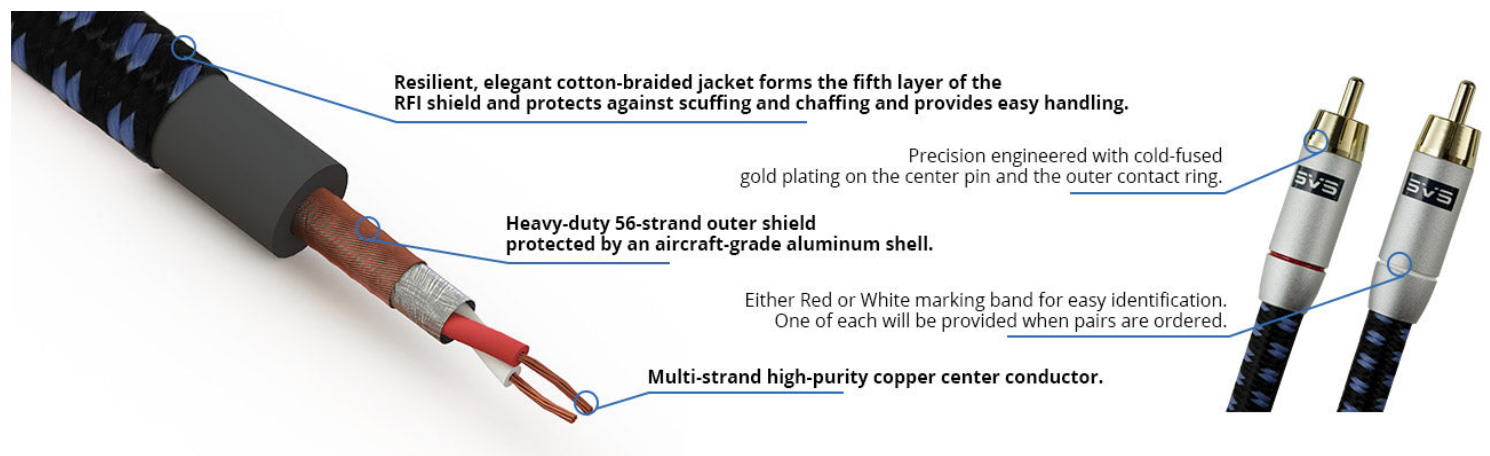 Resilient, elegant cotton-braided jacket forms the fifth layer of the
RFI shield and protects against scuffing and chaffing and provides easy handling.
Precision engineered with cold-fused
gold plating on the center pin and the outer contact ring.
SVS
SVS
Heavy-duty 56-strand outer shield
protected by an aircraft-grade aluminum shell.
Either Red or White marking band for easy identification.
One of each will be provided when pairs are ordered.
Multi-strand high-purity copper center conductor.